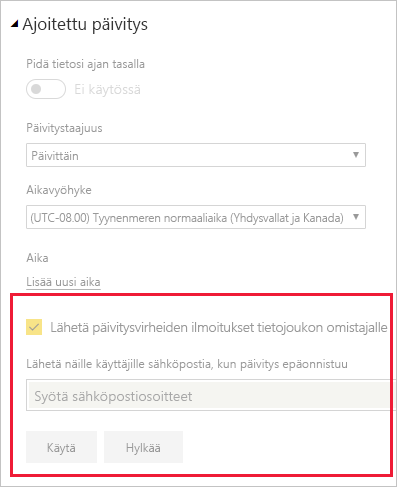 Ajoitettu päivitys
Pidä tietosi ajan tasalla
Ei käytössä
Päivitystaajuus
Päivittäin
Aikavyöhyke
(UTC-08.00) Tyynenmeren normaaliaika (Yhdysvallat ja Kanada)
Aika
Lisää uusi aika
Lähetä päivitysvirheiden ilmoitukset tietojoukon omistajalle
Lähetä näille käyttäjille sähköpostia, kun päivitys epäonnistuu
Syötä sähköpostiosoitteet
Käytä Hylkää